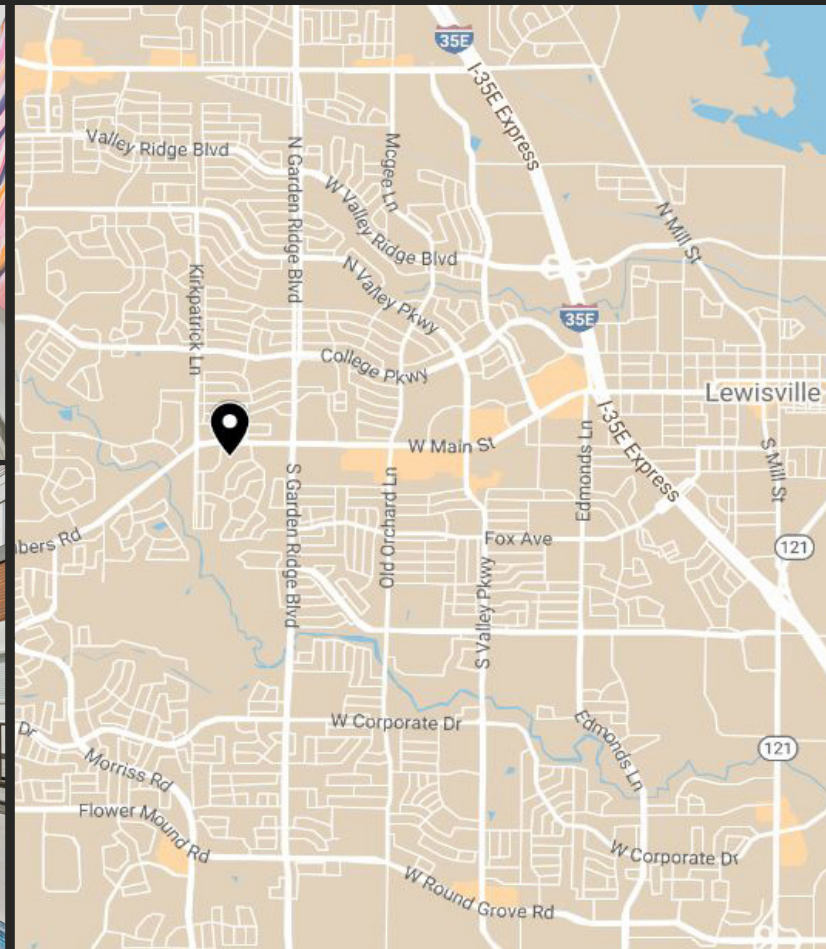 35E
I-35E Express
Valley Ridge Blvd
N Garden Ridge Blvd
Mcgee Ln
W Valley Ridge Blvd
N Mill St
Kirkpatrick Ln
N Valley Pkwy
35E
College Pkwy
Lewisville
W Main St
I-35E Express
Edmonds Ln
S Mill St
S Garden Ridge Blvd
Old Orchard Ln
bers Rd
Fox Ave
121
S Valley Pkwy
W Corporate Dr
Edmonds Ln
Dr
121
Morriss Rd
Flower Mound Rd
W Corporate Dr
W Round Grove Rd